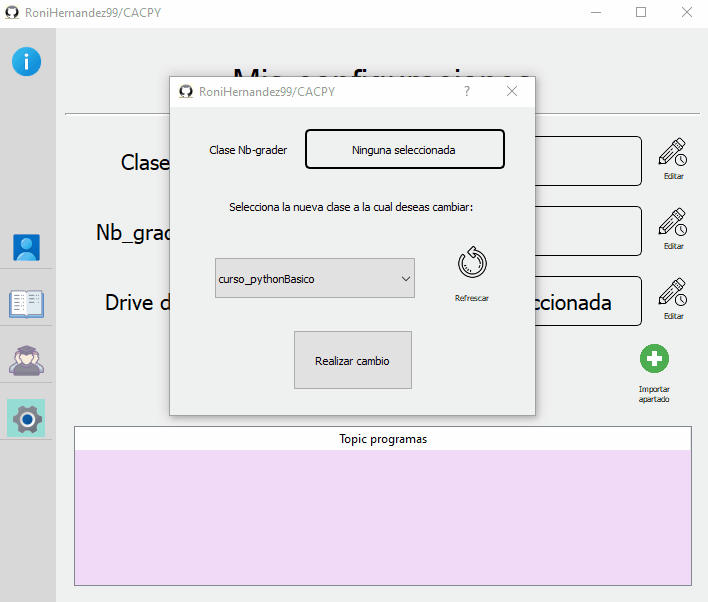 RoniHernandez99/CACPY
Mis configuraciones
RoniHernandez99/CACPY
?
Clase Nb-grader
Ninguna seleccionada
Selecciona la nueva clase a la cual deseas cambiar:
curso_pythonBasico
Refrescar
Realizar cambio
Clase
Editar
Nb_grad
Editar
Drive d
ccionada
Editar
Importar
apartado
Topic programas